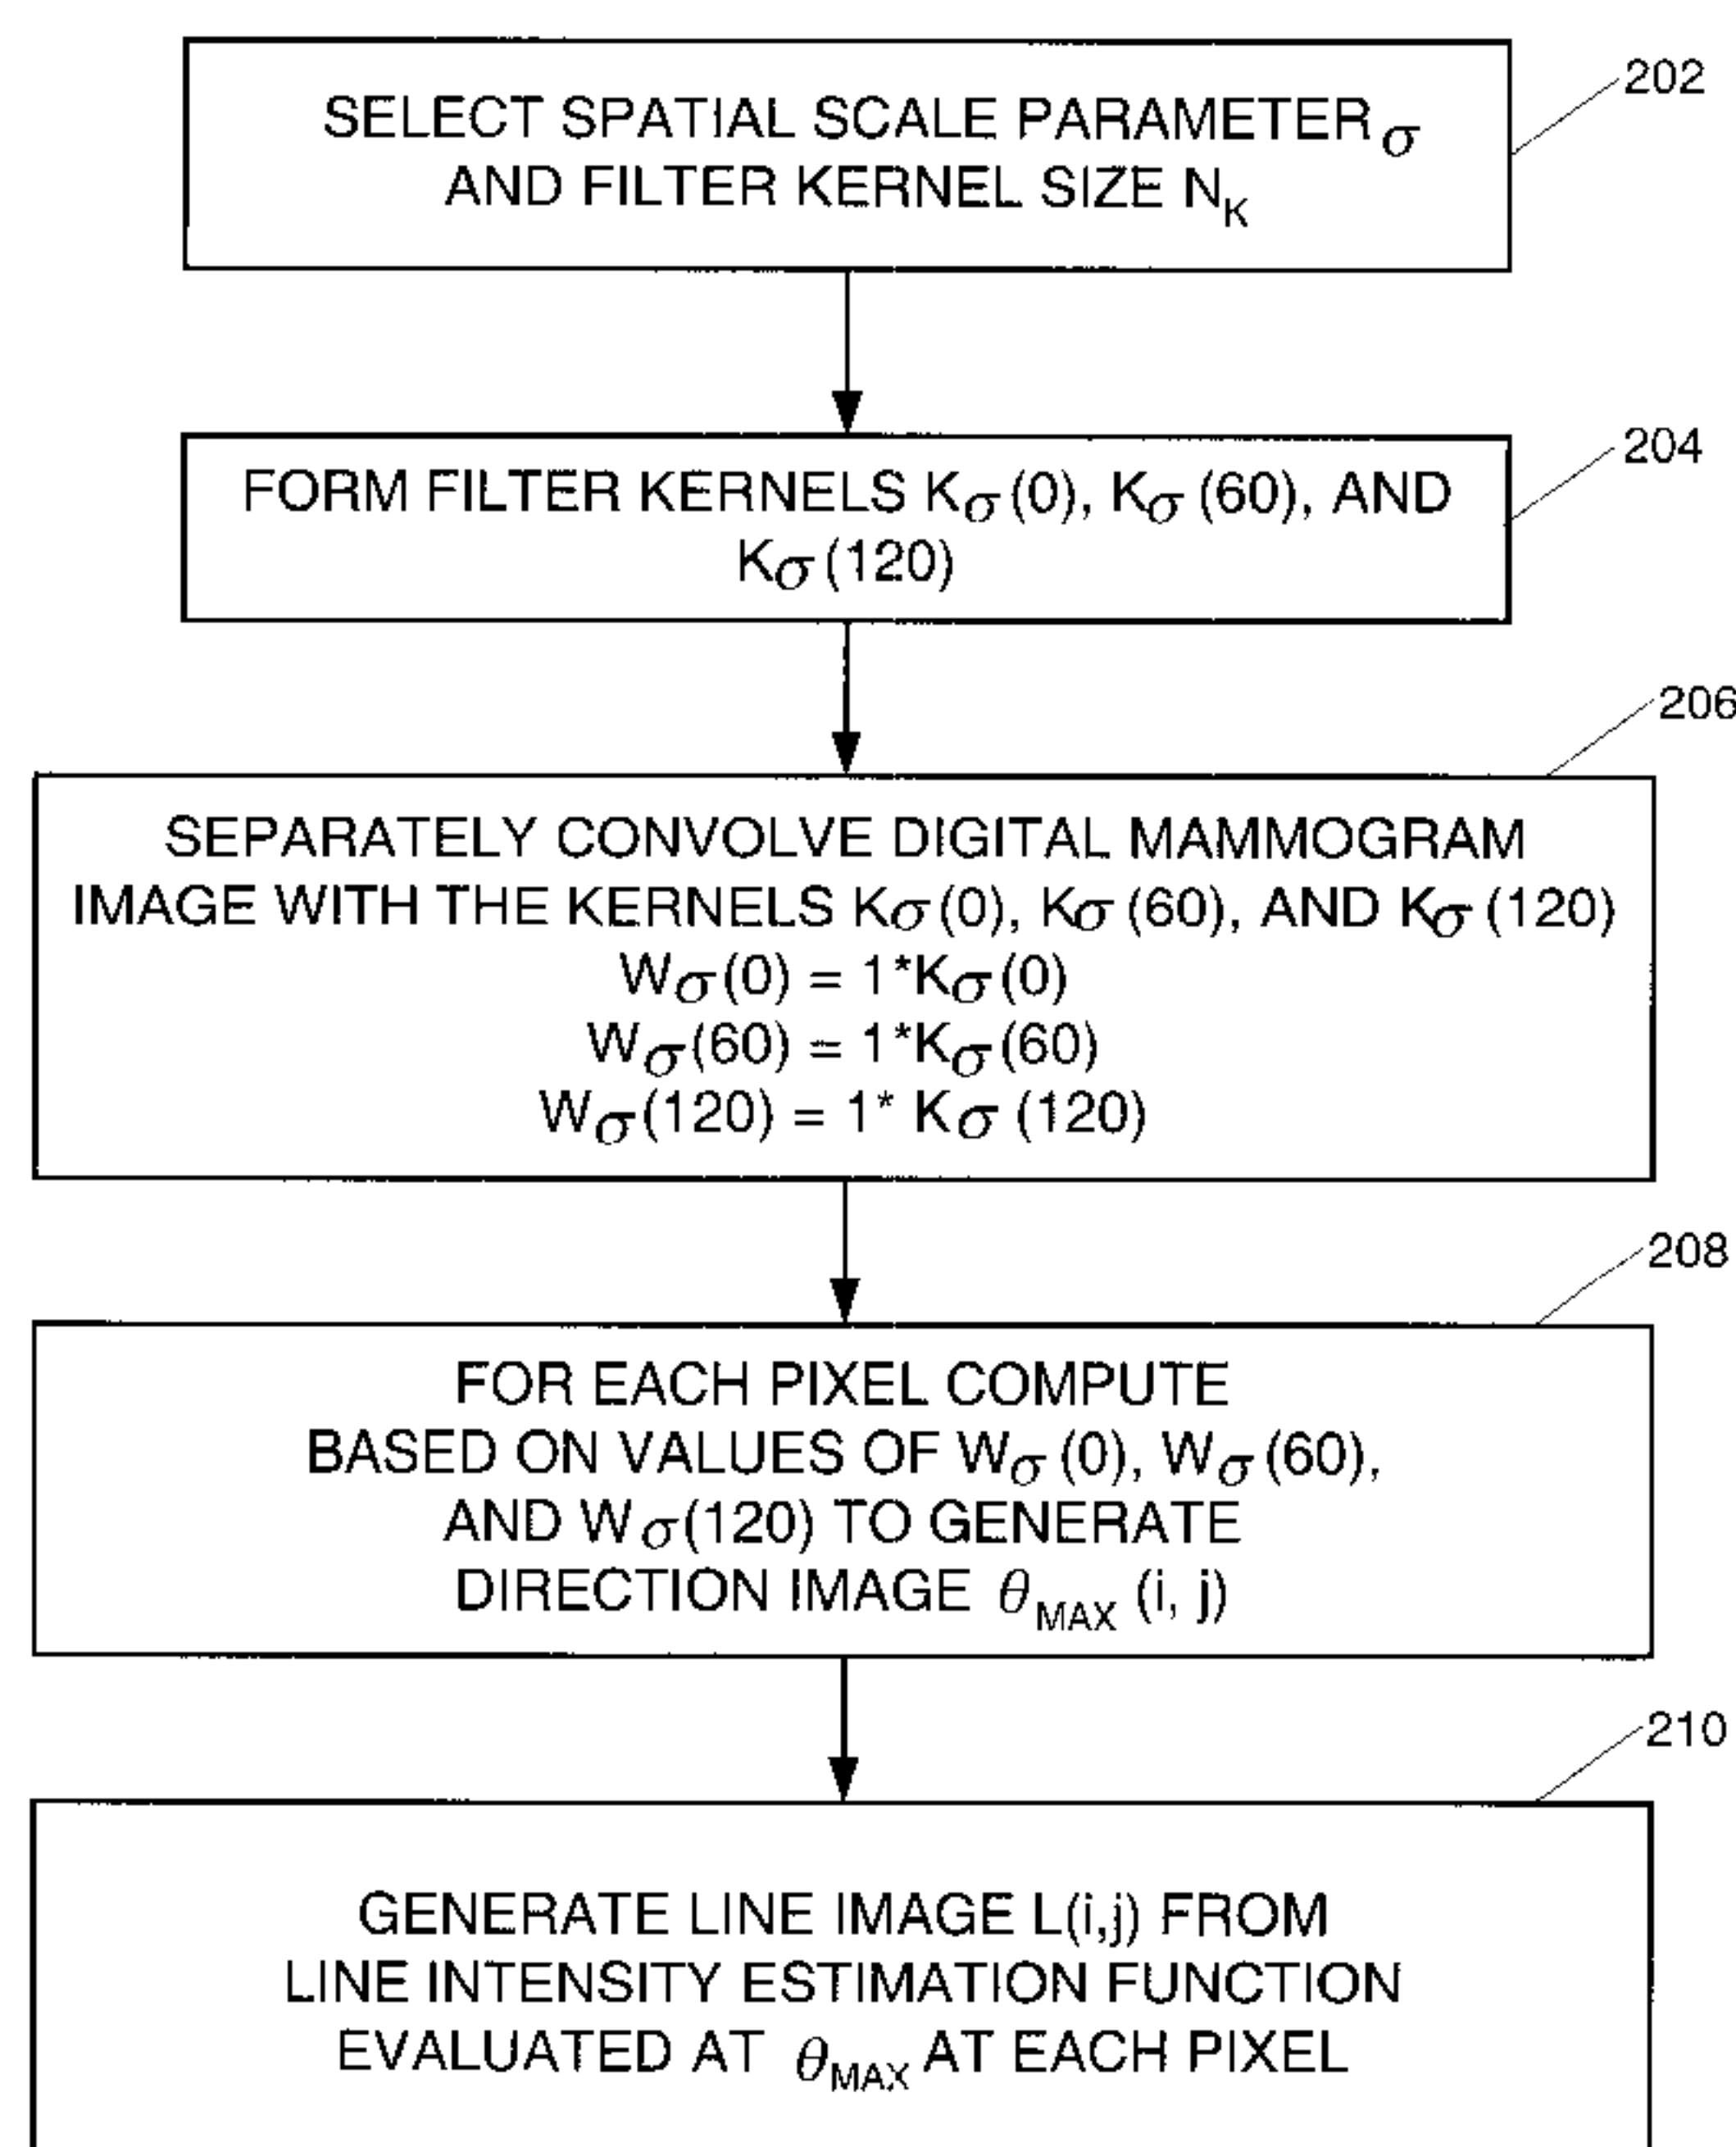 SELECT SPATIAL SCALE PARAMETER σ
AND FILTER KERNEL SIZE N_K
202
FORM FILTER KERNELS Kσ(0), Kσ(60), AND
Kσ(120)
204
206
SEPARATELY CONVOLVE DIGITAL MAMMOGRAM
IMAGE WITH THE KERNELS Kσ(0), Kσ(60), AND Kσ(120)
Wσ(0) = 1*Kσ(0)
Wσ(60) = 1*Kσ(60)
Wσ(120) = 1* Kσ (120)
208
FOR EACH PIXEL COMPUTE
BASED ON VALUES OF Wσ(0), Wσ(60),
AND Wσ(120) TO GENERATE
DIRECTION IMAGE θ_MAX (i, j)
210
GENERATE LINE IMAGE L(i,j) FROM
LINE INTENSITY ESTIMATION FUNCTION
EVALUATED AT θ_MAX AT EACH PIXEL